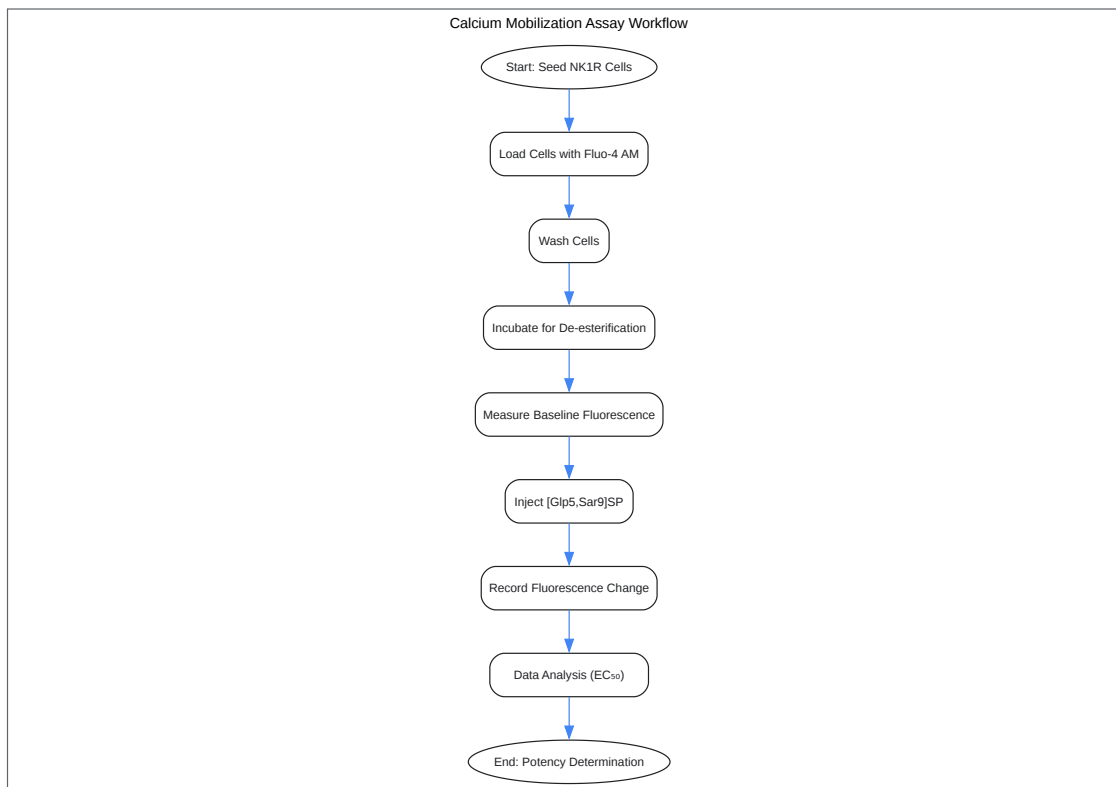 Calcium Mobilization Assay Workflow
Start: Seed NK1R Cells
Load Cells with Fluo-4 AM
Wash Cells
Incubate for De-esterification
Measure Baseline Fluorescence
Inject [Glp5,Sar9]SP
Record Fluorescence Change
Data Analysis (EC₅₀)
End: Potency Determination